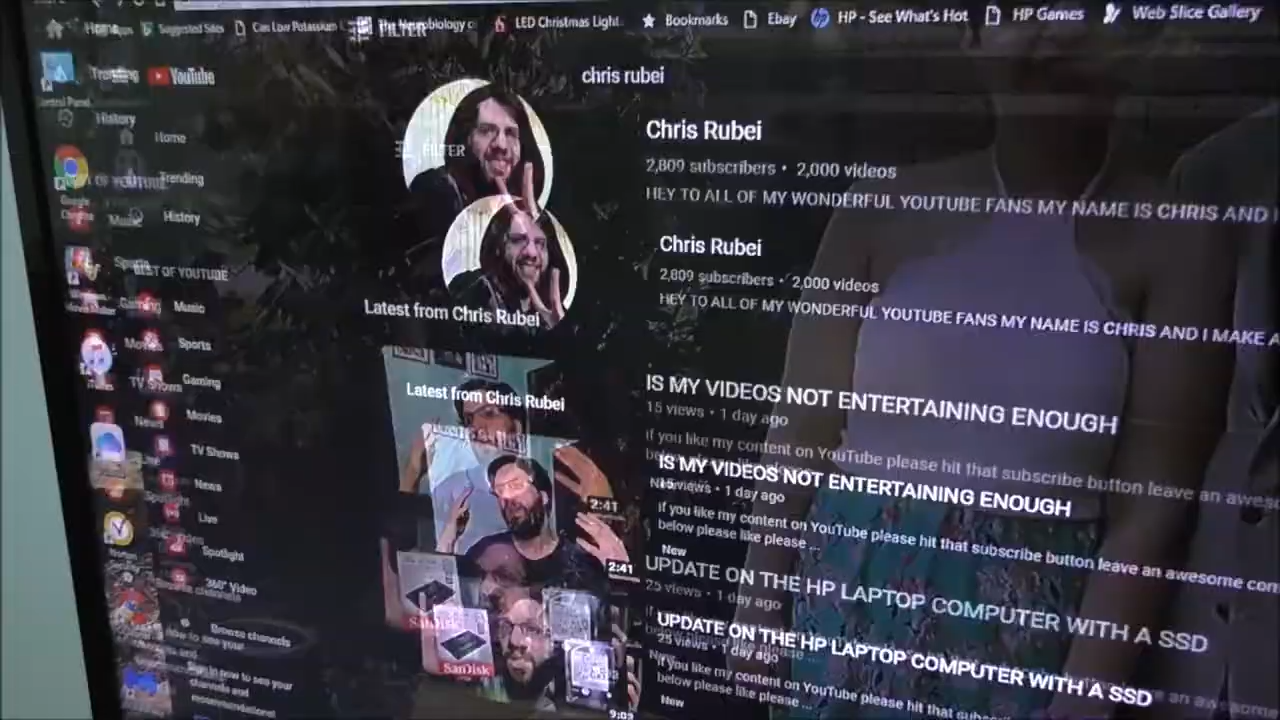 Home Apps Suggested Sites Can Low Potassium The Neurobiology o LED Christmas Light Bookmarks Ebay HP - See What's Hot HP Games Web Slice Gallery
FILTER
Trending
YouTube
chris rubei
History
Home
Chris Rubei
FILTER
2,809 subscribers • 2,000 videos
OF YOUTUBE
Trending
Google Chrome
Music
History
HEY TO ALL OF MY WONDERFUL YOUTUBE FANS MY NAME IS CHRIS AND I
Chris Rubei
BEST OF YOUTUBE
2,809 subscribers • 2,000 videos
Gaming
Music
HEY TO ALL OF MY WONDERFUL YOUTUBE FANS MY NAME IS CHRIS AND I MAKE A
Latest from Chris Rubei
Movies
Sports
iTunes
TV Shows
Gaming
IS MY VIDEOS NOT ENTERTAINING ENOUGH
15 views • 1 day ago
Latest from Chris Rubei
News
Movies
If you like my content on YouTube please hit that subscribe button leave an aweso
TV Shows
IS MY VIDEOS NOT ENTERTAINING ENOUGH
views • 1 day ago
News
Spotlight
2:41
Live
If you like my content on YouTube please hit that subscribe button leave an awesome con
below please like please ...
Norton
Spotlight
New
2:41
360° Video
UPDATE ON THE HP LAPTOP COMPUTER WITH A SSD
25 views • 1 day ago
SanDisk
Browse channels
UPDATE ON THE HP LAPTOP COMPUTER WITH A SSD
25 views • 1 day ago
SanDisk
Sign in now to see your
channels and
recommendations!
If you like my content on YouTube please hit that subs
below please like please ...
New
9:03